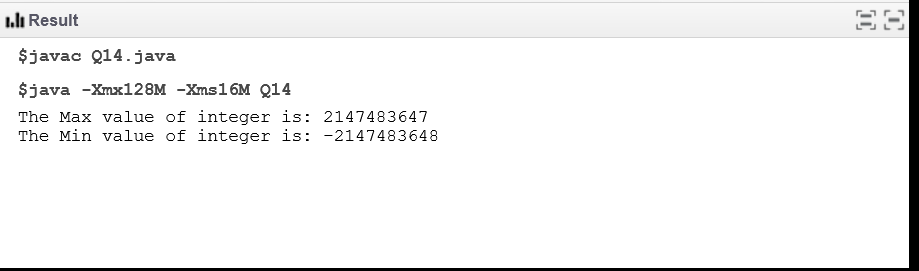 Result
$javac Q14.java
$java -Xmx128M -Xms16M Q14
The Max value of integer is: 2147483647
The Min value of integer is: -2147483648